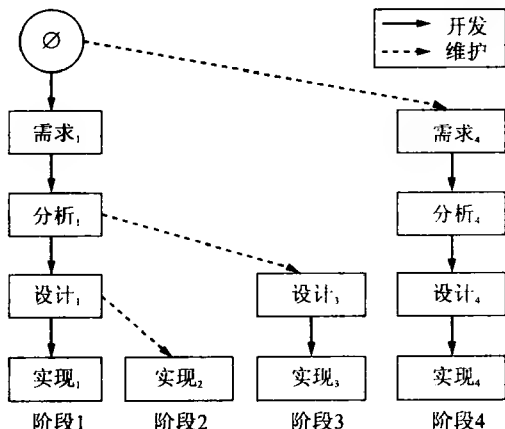 ∅
开发
维护
需求₁
需求₄
分析₁
分析₄
设计₁
设计₃
设计₄
实现₁
实现₂
实现₃
实现₄
阶段1
阶段2
阶段3
阶段4